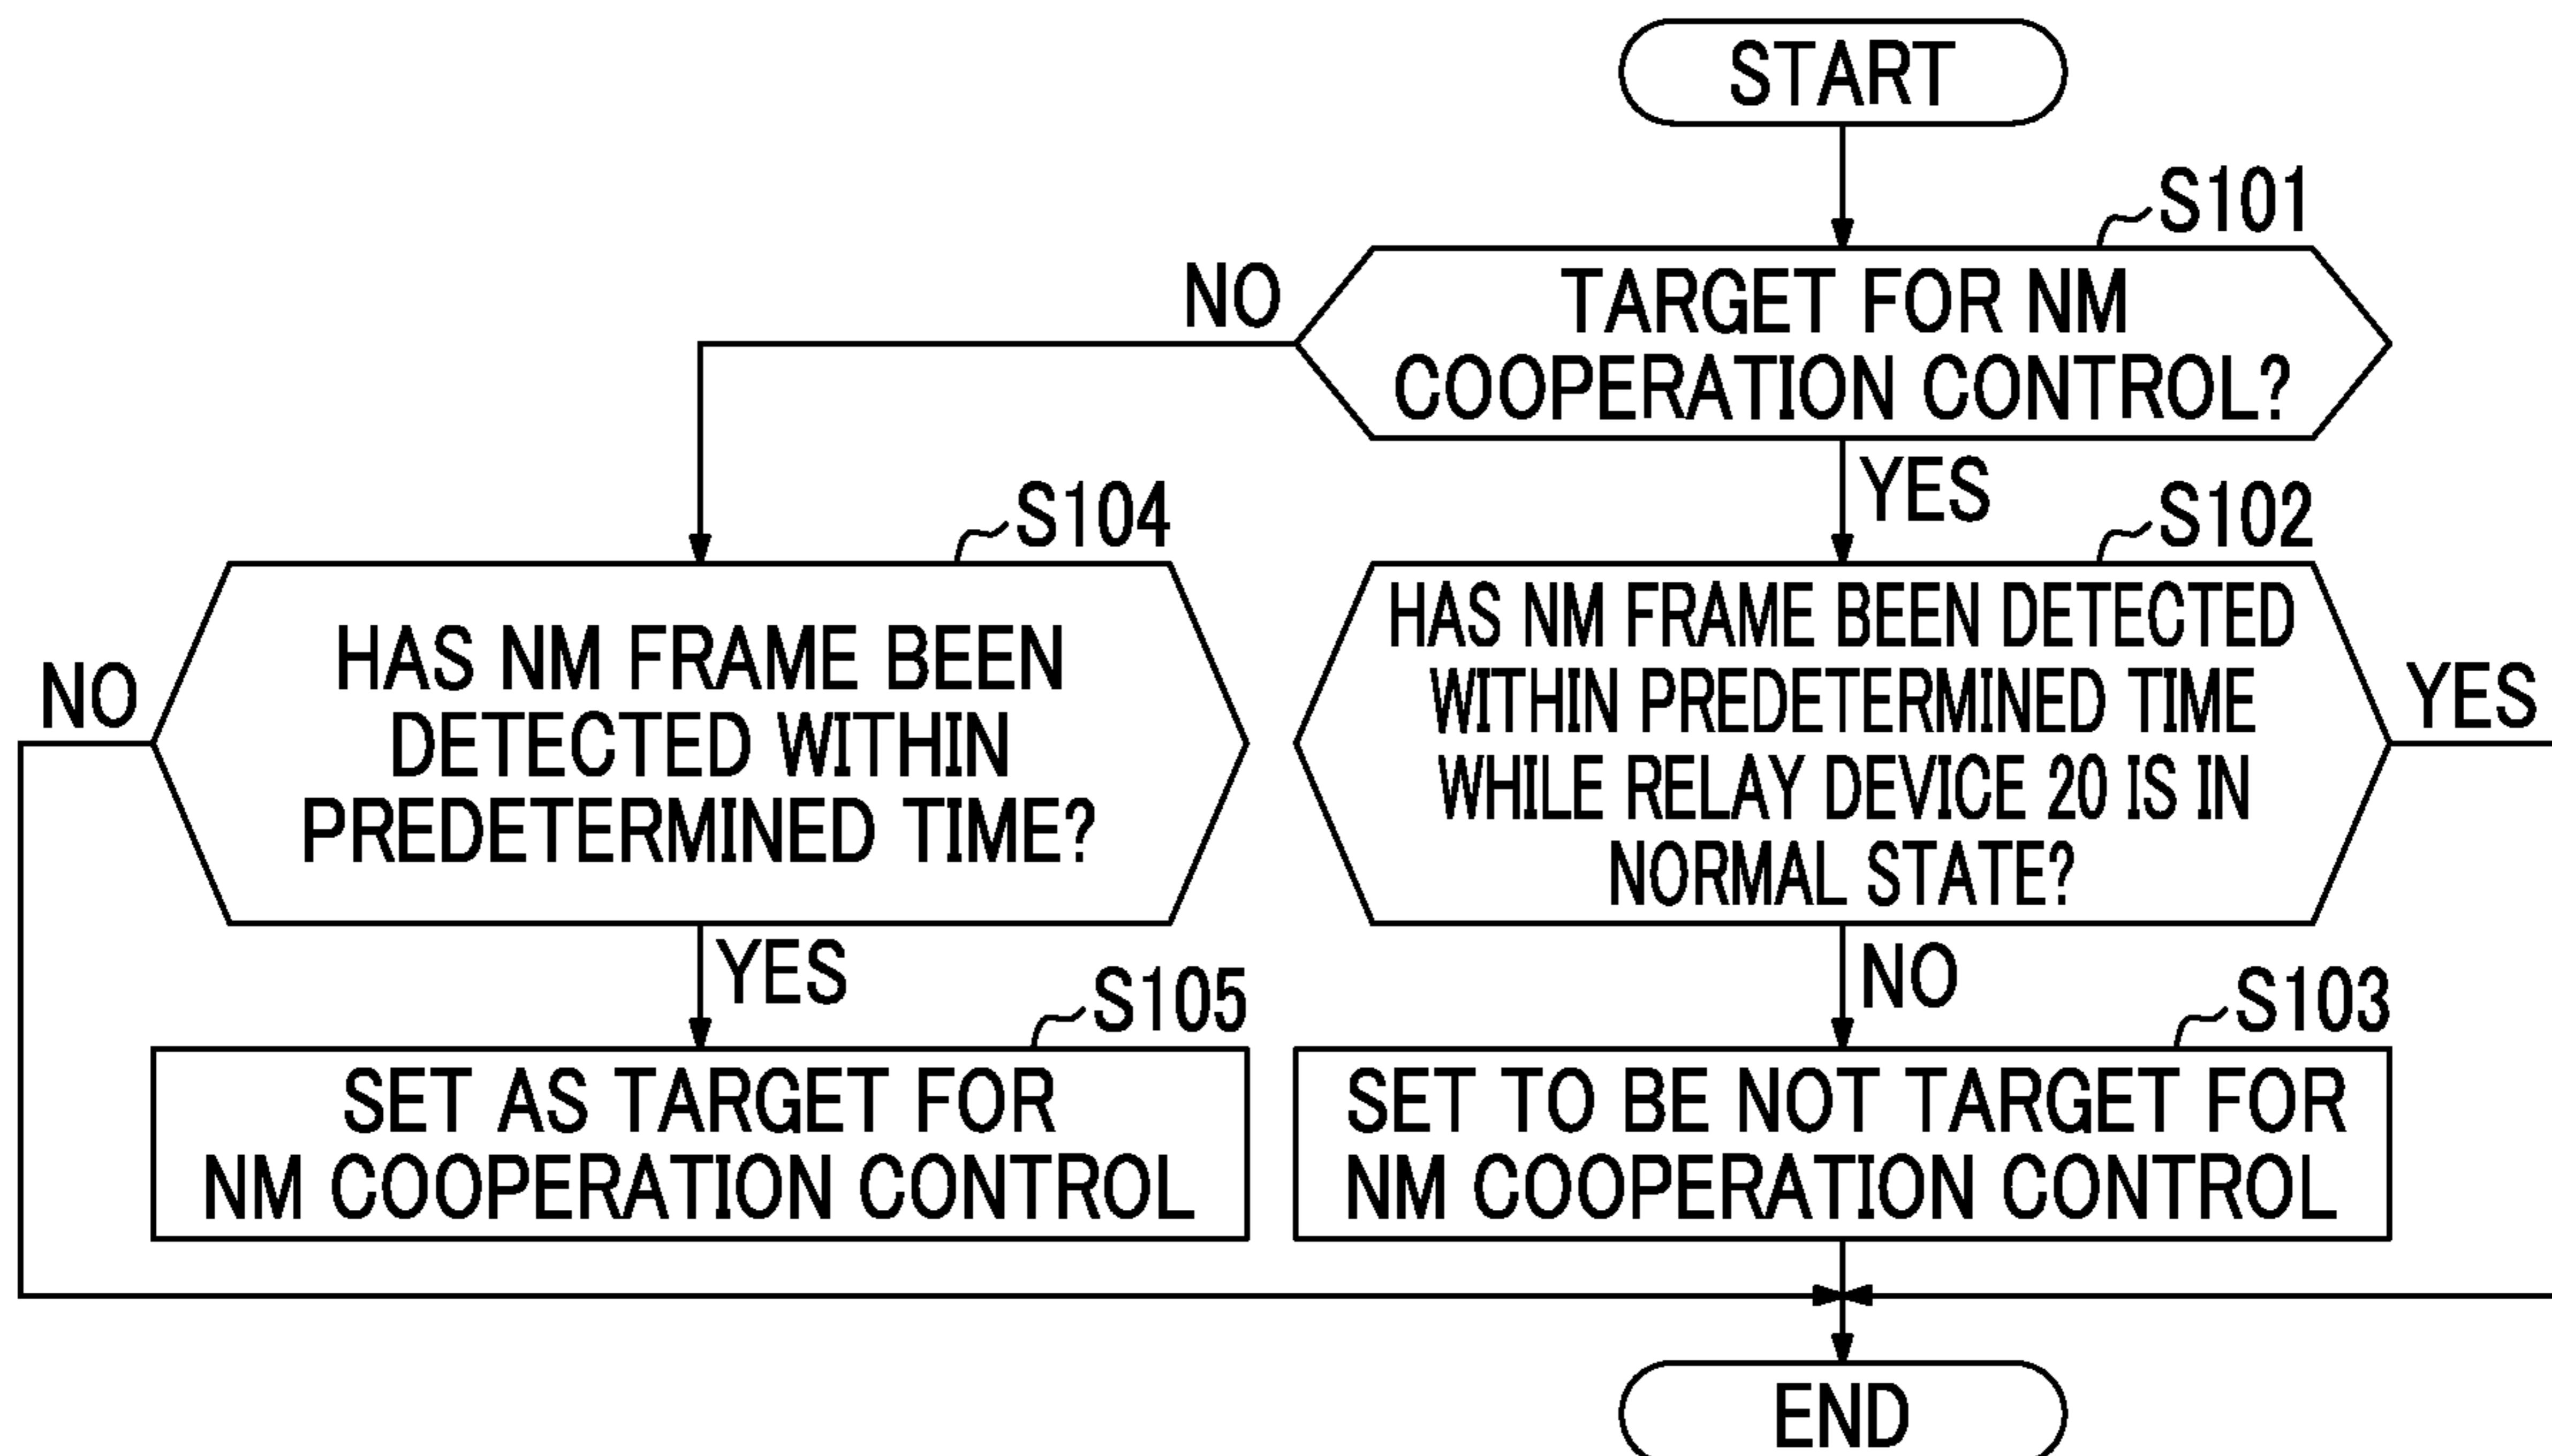 START
S101
NO
TARGET FOR NM
COOPERATION CONTROL?
YES
S104
S102
HAS NM FRAME BEEN
DETECTED WITHIN
PREDETERMINED TIME?
NO
HAS NM FRAME BEEN DETECTED
WITHIN PREDETERMINED TIME
WHILE RELAY DEVICE 20 IS IN
NORMAL STATE?
YES
YES
NO
S105
S103
SET AS TARGET FOR
NM COOPERATION CONTROL
SET TO BE NOT TARGET FOR
NM COOPERATION CONTROL
END